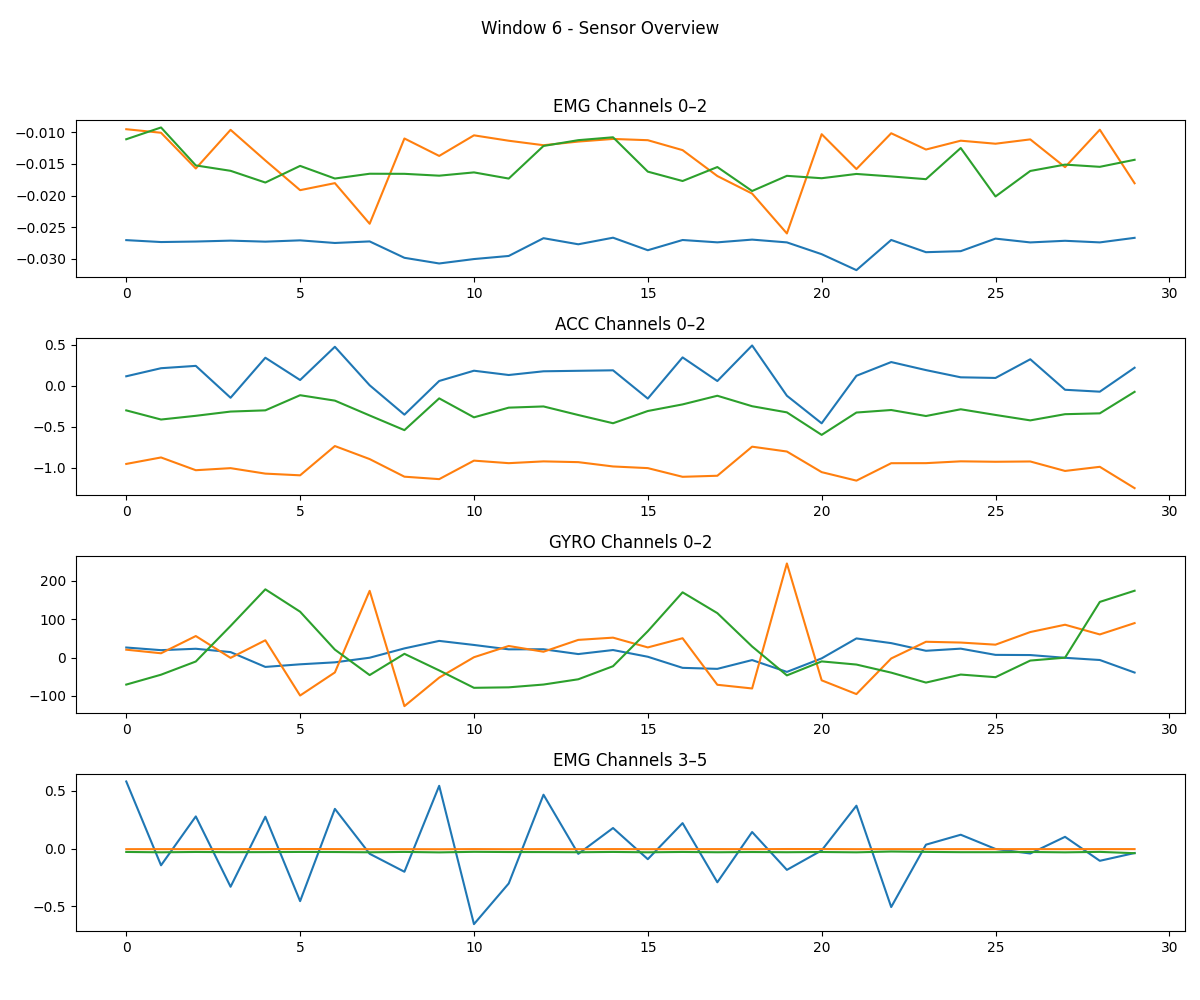 Window 6 - Sensor Overview
EMG Channels 0–2
−0.010
−0.015
−0.020
−0.025
−0.030
0 5 10 15 20 25 30
ACC Channels 0–2
0.5
0.0
−0.5
−1.0
0 5 10 15 20 25 30
GYRO Channels 0–2
200
100
0
−100
0 5 10 15 20 25 30
EMG Channels 3–5
0.5
0.0
−0.5
0 5 10 15 20 25 30